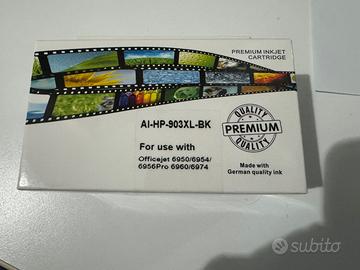 PREMIUM INKJET
CARTRIDGE
AI-HP-903XL-BK
For use with
Officejet 6950/6954/
6956Pro 6960/6974
QUALITY
PREMIUM
QUALITY
Made with
German quality ink
subito